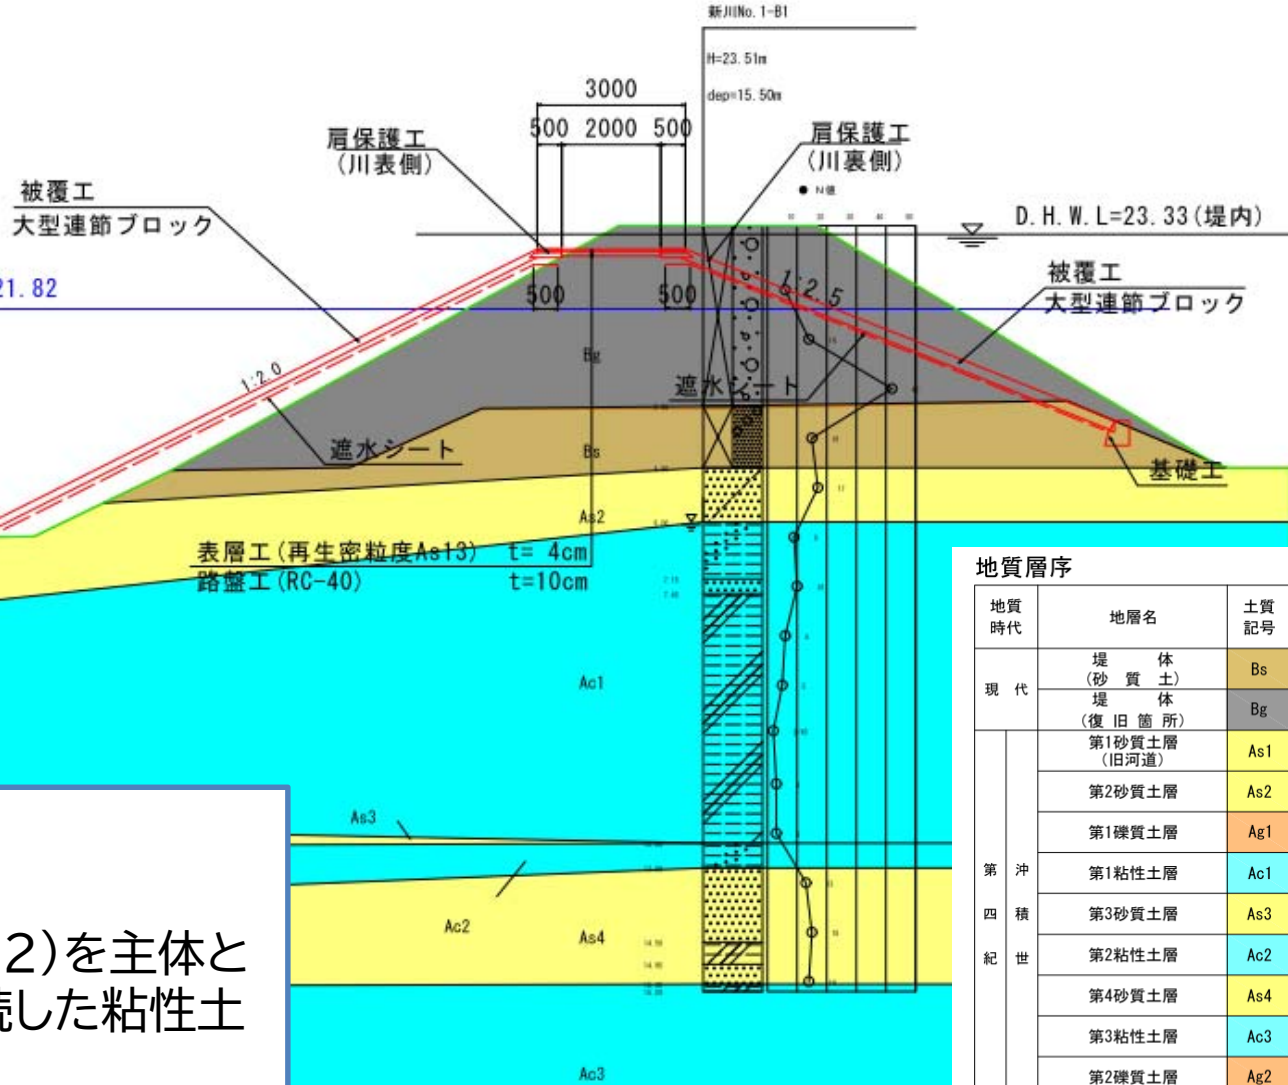 新川No.1-B1
H=23.51m
dep=15.50m
3000
500 2000 500
肩保護工
(川表側)
肩保護工
(川裏側)
被覆工
大型連節ブロック
● N値
10 20 30 40 50
D.H.W.L=23.33(堤内)
21.82
被覆工
大型連節ブロック
500
500
1:2.5
1:2.0
Bg
遮水シート
遮水シート
Bs
基礎工
As2
表層工(再生密粒度As13) t= 4cm
路盤工(RC-40) t=10cm
Ac1
As3
Ac2
As4
Ac3
2)を主体と
続した粘性土
地質層序
地質時代 地層名 土質記号
現代 堤体(砂質土) Bs
堤体(復旧箇所) Bg
第四紀 沖積世 第1砂質土層(旧河道) As1
第2砂質土層 As2
第1礫質土層 Ag1
第1粘性土層 Ac1
第3砂質土層 As3
第2粘性土層 Ac2
第4砂質土層 As4
第3粘性土層 Ac3
第2礫質土層 Ag2